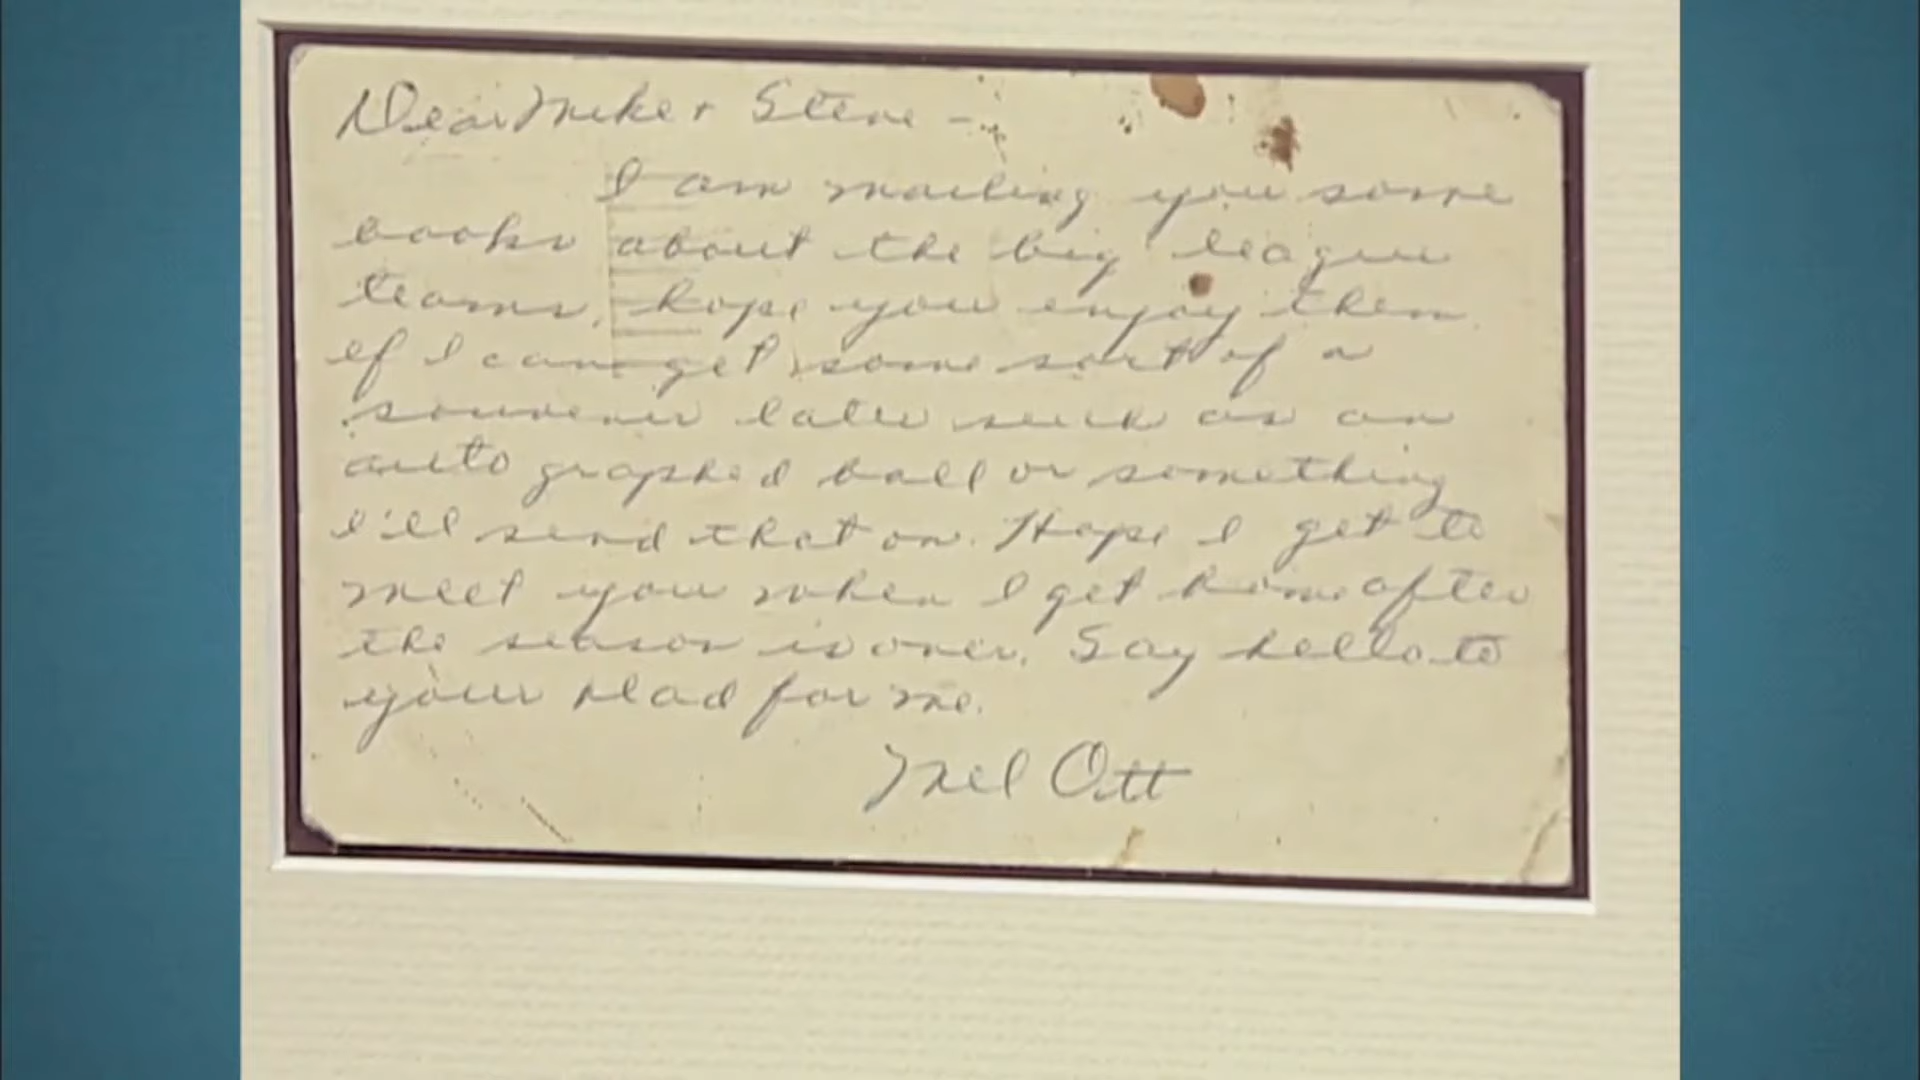 Dear Mike + Steve -
I am mailing you some
books about the big league
teams, hope you enjoy them.
If I can get some sort of a
souvenir later such as an
auto graphed ball or something
I'll send that on. Hope I get to
meet you when I get home after
the season is over. Say hello to
your dad for me.
Mel Ott